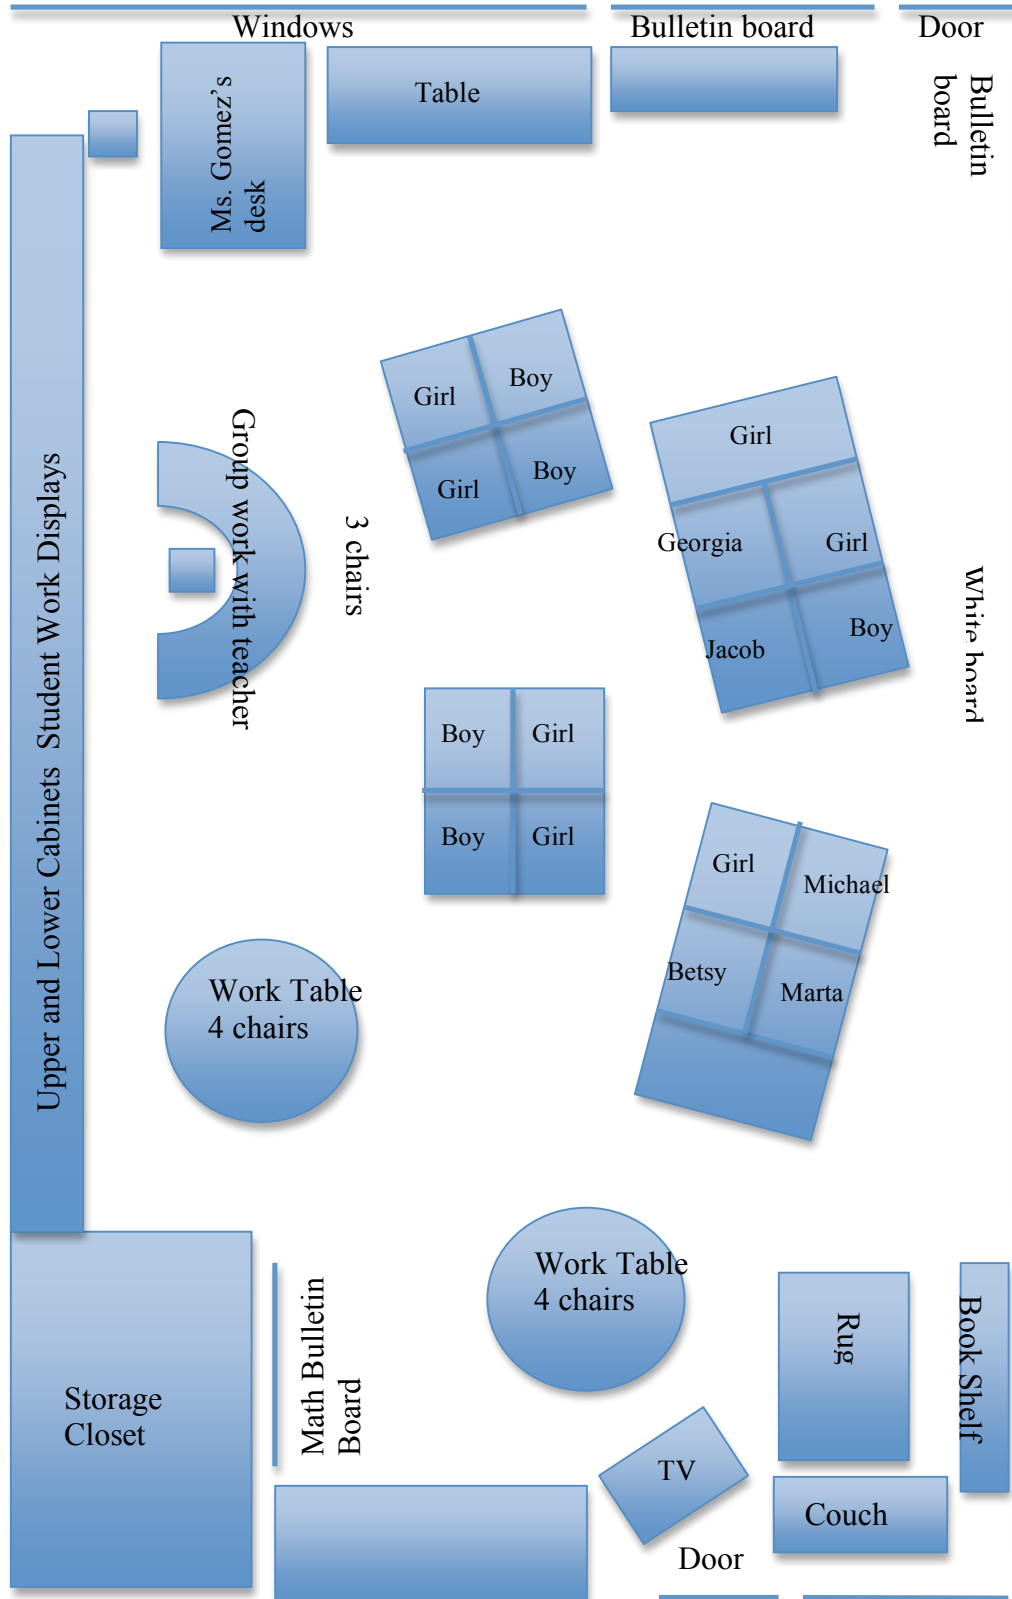 Windows
Bulletin board
Door
Ms. Gomez's
desk
Table
Bulletin
board
Girl
Boy
Girl
Boy
Girl
Georgia
Girl
Jacob
Boy
Group work with teacher
3 chairs
White board
Upper and Lower Cabinets  Student Work Displays
Boy
Girl
Boy
Girl
Girl
Michael
Betsy
Marta
Work Table
4 chairs
Work Table
4 chairs
Rug
Book Shelf
Storage
Closet
Math Bulletin
Board
TV
Couch
Door